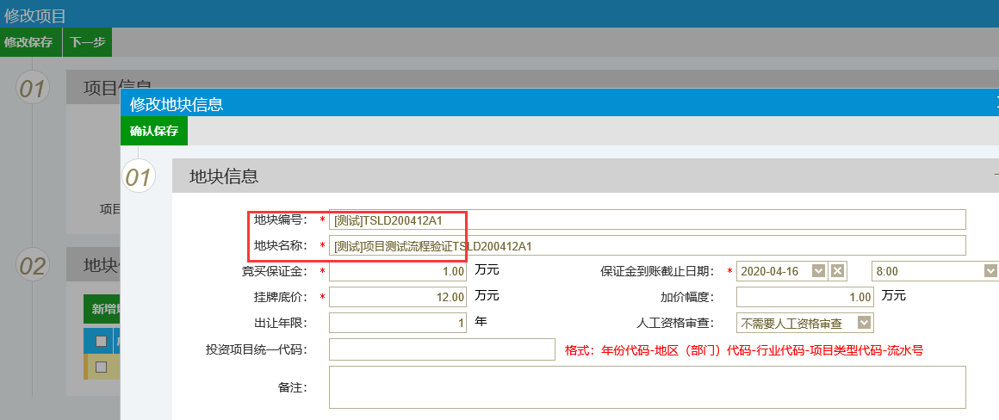 修改项目
修改保存 下一步
01 项目信息
修改地块信息
确认保存
01 地块信息
地块编号： * [测试]TSLD200412A1
地块名称： * [测试]项目测试流程验证TSLD200412A1
竞买保证金： * 1.00 万元 保证金到账截止日期： * 2020-04-16 8:00
挂牌底价： * 12.00 万元 加价幅度： 1.00 万元
出让年限： 1 年 人工资格审查： 不需要人工资格审查
投资项目统一代码： 格式：年份代码-地区（部门）代码-行业代码-项目类型代码-流水号
备注：
项目
02 地块
新增